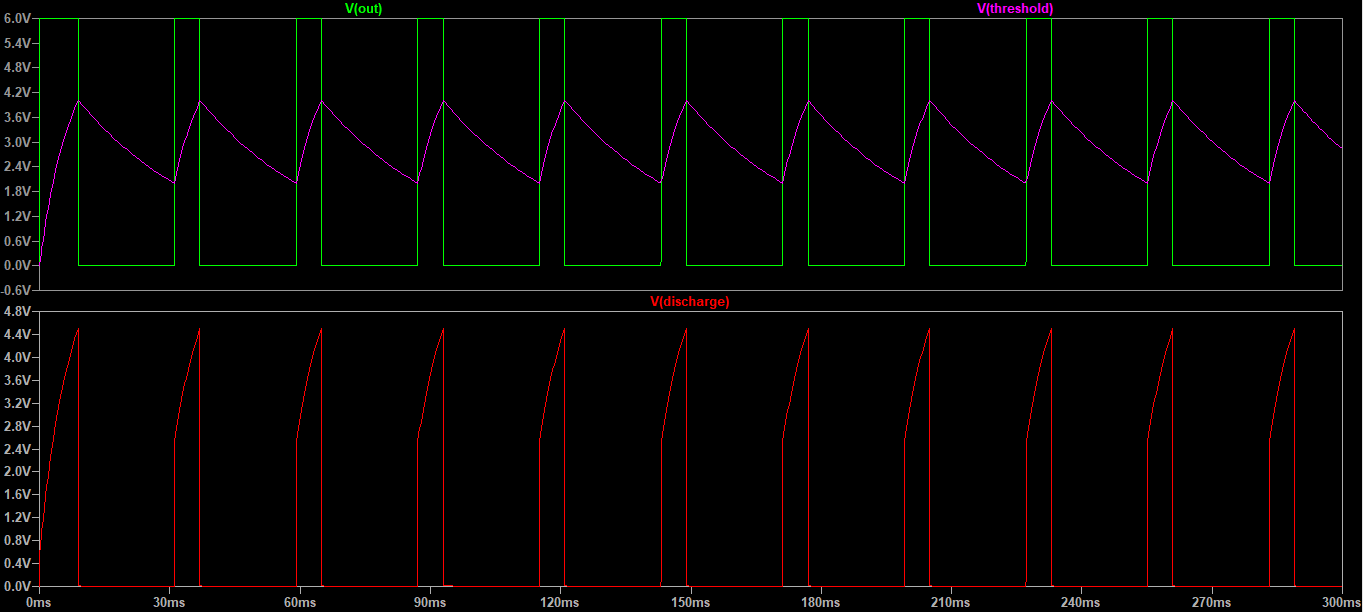 V(out) V(threshold)
6.0V
5.4V
4.8V
4.2V
3.6V
3.0V
2.4V
1.8V
1.2V
0.6V
0.0V
-0.6V
V(discharge)
4.8V
4.4V
4.0V
3.6V
3.2V
2.8V
2.4V
2.0V
1.6V
1.2V
0.8V
0.4V
0.0V
0ms 30ms 60ms 90ms 120ms 150ms 180ms 210ms 240ms 270ms 300ms